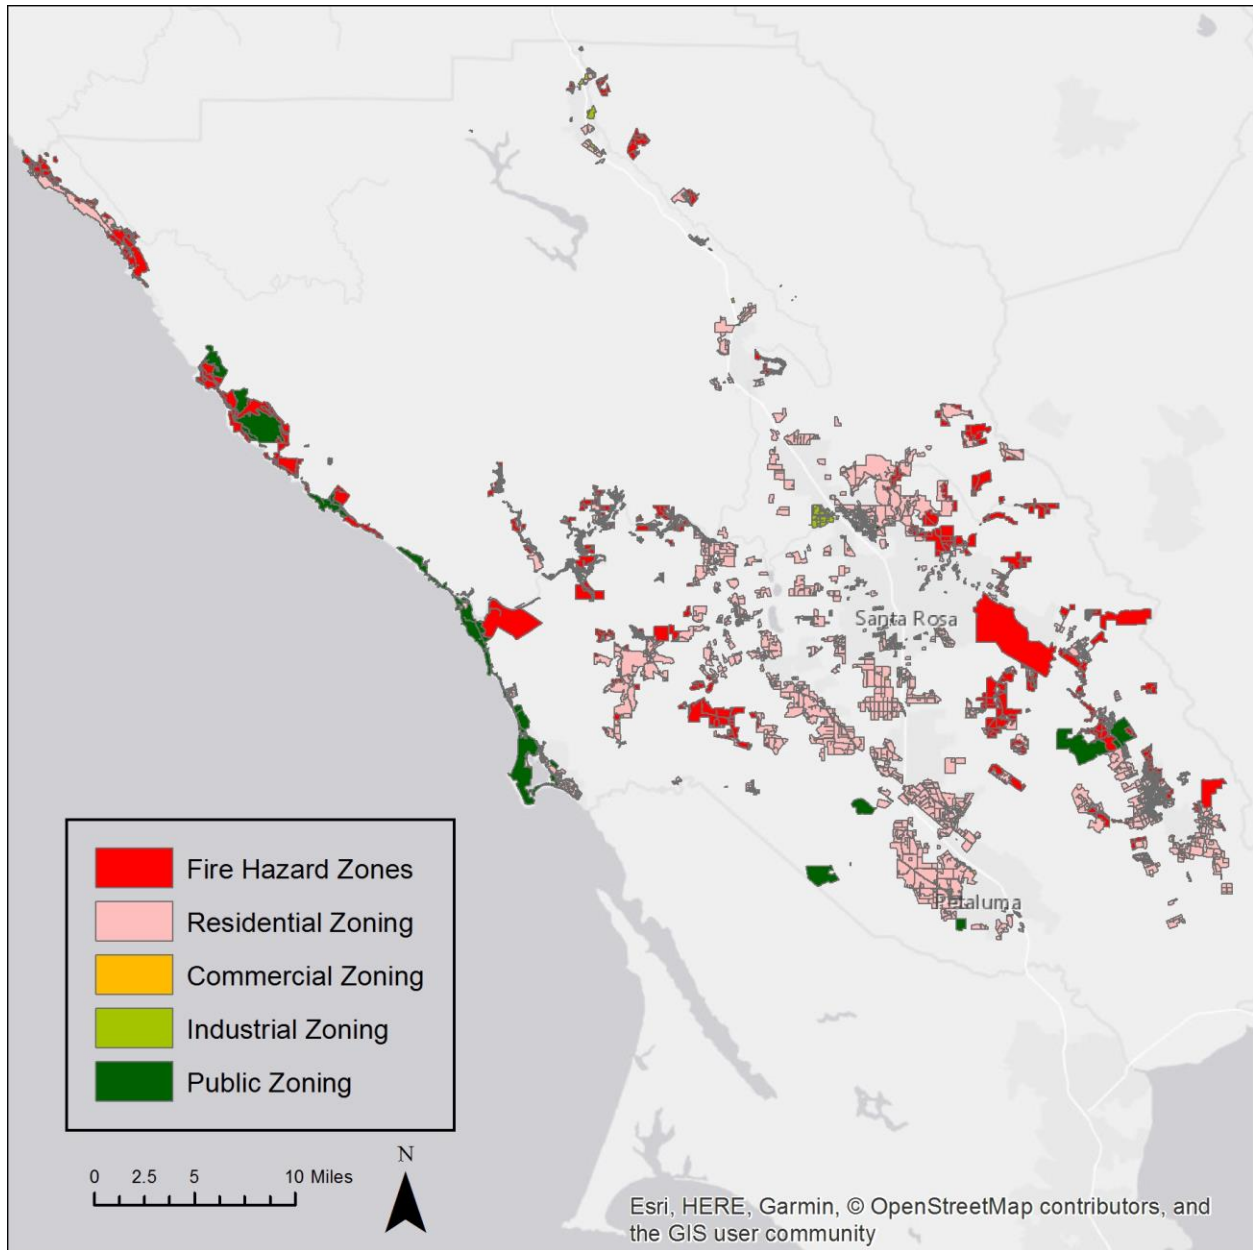 Santa Rosa
Petaluma
Fire Hazard Zones
Residential Zoning
Commercial Zoning
Industrial Zoning
Public Zoning
N
0 2.5 5 10 Miles
Esri, HERE, Garmin, © OpenStreetMap contributors, and
the GIS user community